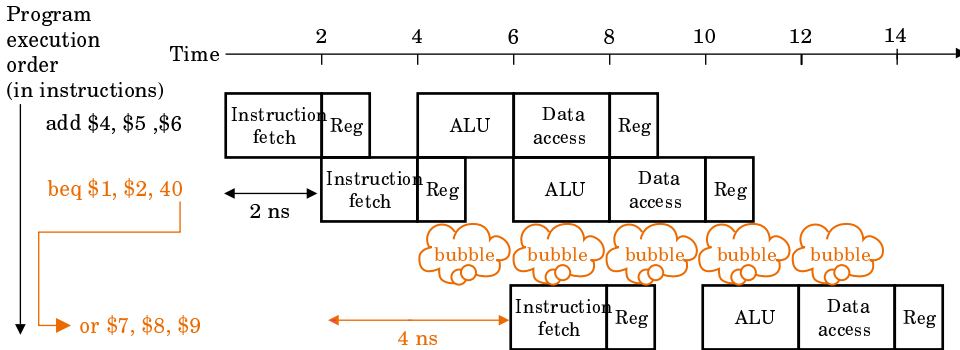 Program
execution
order
(in instructions)
Time
2 4 6 8 10 12 14
add $4, $5 ,$6
Instruction
fetch
Reg
ALU
Data
access
Reg
beq $1, $2, 40
2 ns
Instruction
fetch
Reg
ALU
Data
access
Reg
bubble bubble bubble bubble bubble
or $7, $8, $9
4 ns
Instruction
fetch
Reg
ALU
Data
access
Reg